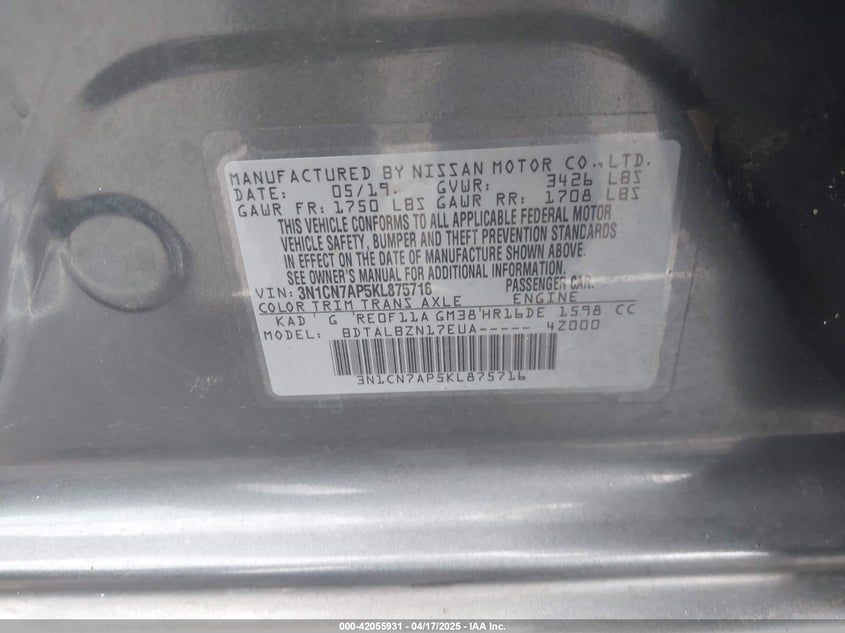 MANUFACTURED BY NISSAN MOTOR CO., LTD.
DATE: 05/19. GVWR: 3426 LBS
GAWR FR: 1750 LBS GAWR RR: 1708 LBS
THIS VEHICLE CONFORMS TO ALL APPLICABLE FEDERAL MOTOR
VEHICLE SAFETY, BUMPER AND THEFT PREVENTION STANDARDS
IN EFFECT ON THE DATE OF MANUFACTURE SHOWN ABOVE.
SEE OWNER'S MANUAL FOR ADDITIONAL INFORMATION.
VIN: 3N1CN7AP5KL875716 PASSENGER CAR.
COLOR TRIM TRANS AXLE ENGINE
KAD G RE0F11A GM38 HR16DE 1598 CC
MODEL: BDTALBZN17EUA----- 4Z000
3N1CN7AP5KL875716
000-42055931 - 04/17/2025 - IAA Inc.